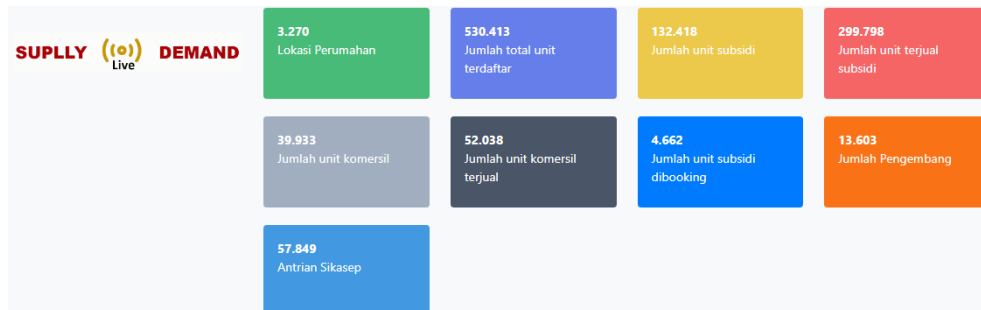 SUPLLY ((o)) DEMAND
Live
3.270
Lokasi Perumahan
530.413
Jumlah total unit
terdaftar
132.418
Jumlah unit subsidi
299.798
Jumlah unit terjual
subsidi
39.933
Jumlah unit komersil
52.038
Jumlah unit komersil
terjual
4.662
Jumlah unit subsidi
dibooking
13.603
Jumlah Pengembang
57.849
Antrian Sikasep